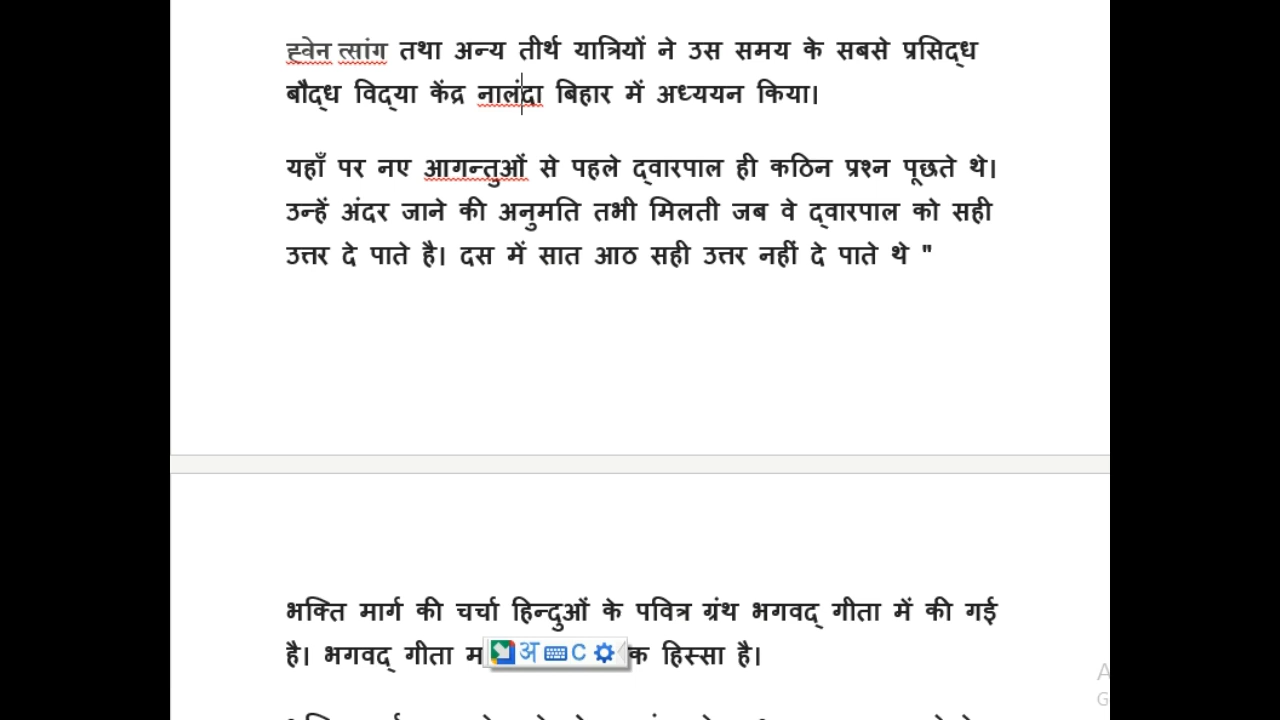 ह्वेन त्सांग तथा अन्य तीर्थ यात्रियों ने उस समय के सबसे प्रसिद्ध
बौद्ध विद्या केंद्र नालंदा बिहार में अध्ययन किया।
यहाँ पर नए आगन्तुओं से पहले द्वारपाल ही कठिन प्रश्न पूछते थे।
उन्हें अंदर जाने की अनुमति तभी मिलती जब वे द्वारपाल को सही
उत्तर दे पाते है। दस में सात आठ सही उत्तर नहीं दे पाते थे "
भक्ति मार्ग की चर्चा हिन्दुओं के पवित्र ग्रंथ भगवद् गीता में की गई
है। भगवद् गीता हिस्सा है।